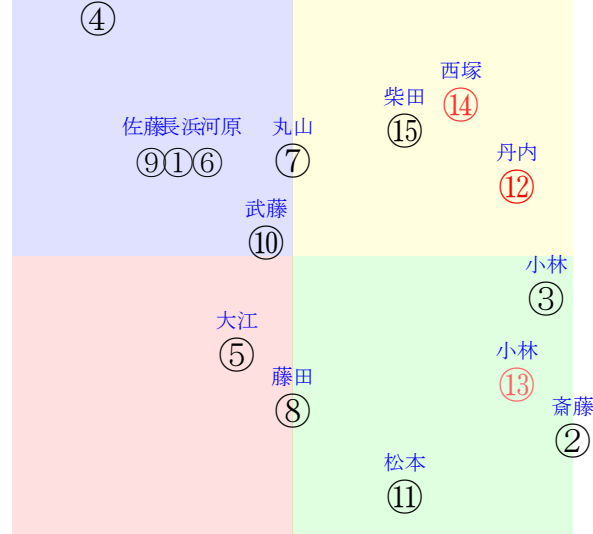 ④
西塚
⑭
柴田
⑮
佐藤 長浜 河原 丸山
⑨①⑥ ⑦
丹内
⑫
武藤
⑩
小林
③
大江
⑤
小林
⑬
藤田
⑧
斎藤
②
松本
⑪